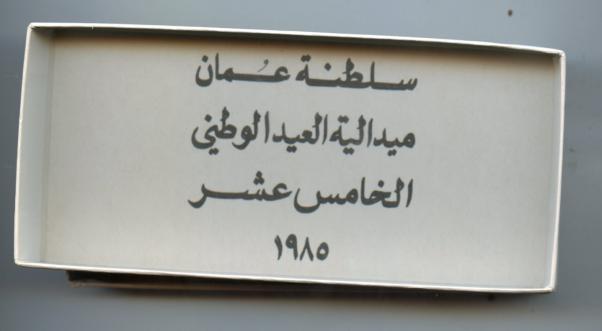 سلطنة عُمان
ميدالية العيد الوطني
الخامس عشر
١٩٨٥